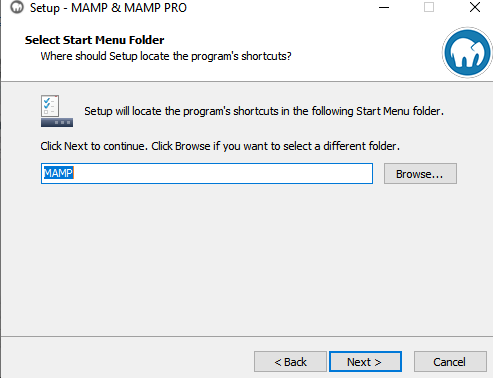 Setup - MAMP & MAMP PRO
Select Start Menu Folder
Where should Setup locate the program's shortcuts?
Setup will locate the program's shortcuts in the following Start Menu folder.
Click Next to continue. Click Browse if you want to select a different folder.
MAMP
Browse...
< Back
Next >
Cancel